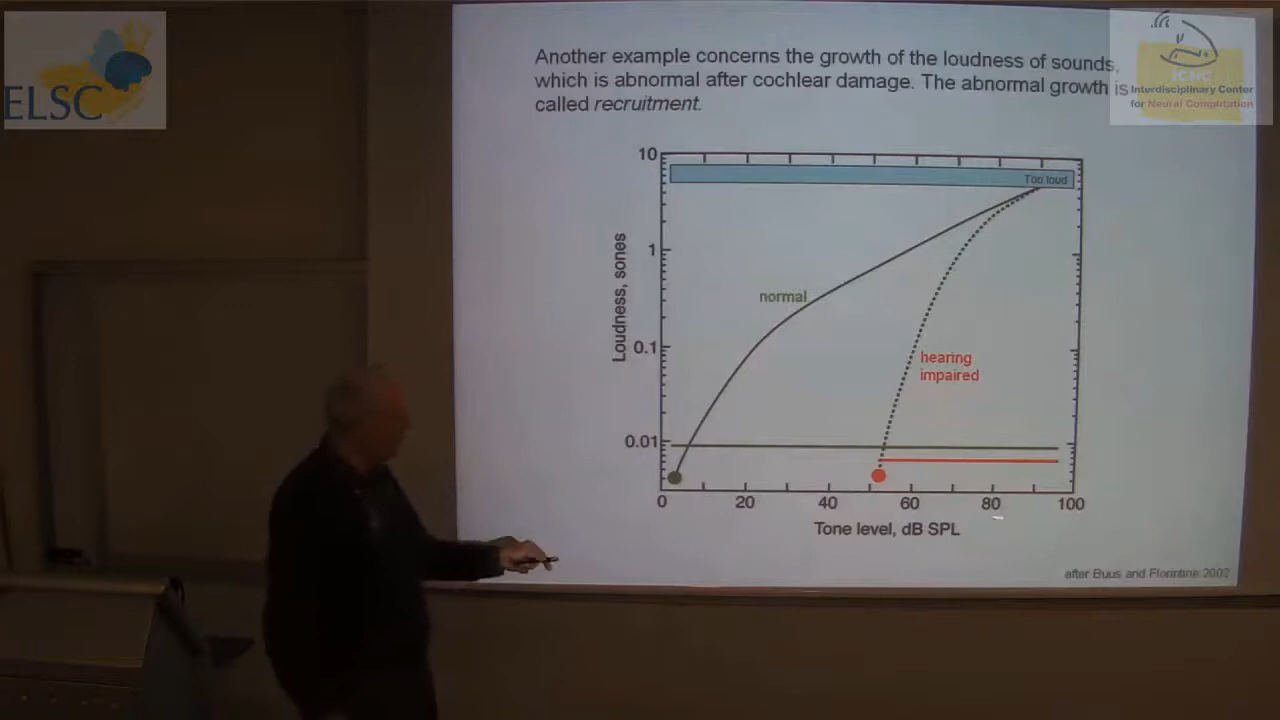 ELSC
ICNC
Interdisciplinary Center
for Neural Computation
Another example concerns the growth of the loudness of sounds,
which is abnormal after cochlear damage. The abnormal growth is
called recruitment.
10
1
0.1
0.01
Loudness, sones
Too loud
normal
hearing
impaired
0 20 40 60 80 100
Tone level, dB SPL
after Buus and Florintine 2002